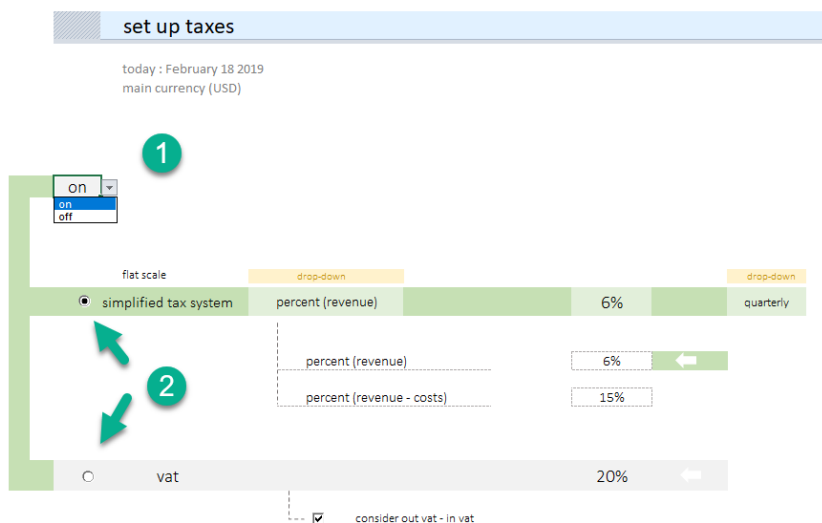 set up taxes
today : February 18 2019
main currency (USD)
1
on
on
off
flat scale drop-down drop-down
simplified tax system percent (revenue) 6% quarterly
percent (revenue) 6%
2
percent (revenue - costs) 15%
vat 20%
consider out vat - in vat